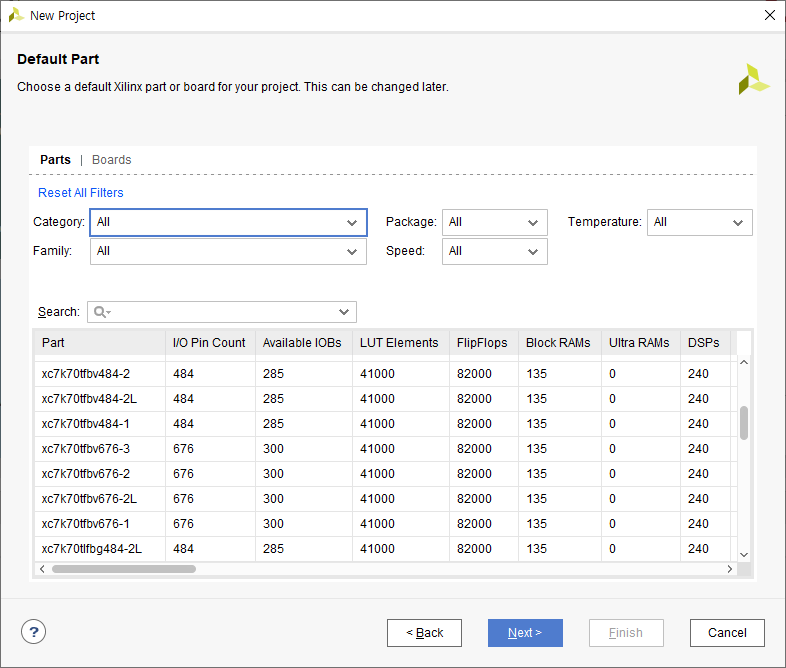 New Project
Default Part
Choose a default Xilinx part or board for your project. This can be changed later.
Parts | Boards
Reset All Filters
Category: All Package: All Temperature: All
Family: All Speed: All
Search:
Part I/O Pin Count Available IOBs LUT Elements FlipFlops Block RAMs Ultra RAMs DSPs
xc7k70tfbv484-2 484 285 41000 82000 135 0 240
xc7k70tfbv484-2L 484 285 41000 82000 135 0 240
xc7k70tfbv484-1 484 285 41000 82000 135 0 240
xc7k70tfbv676-3 676 300 41000 82000 135 0 240
xc7k70tfbv676-2 676 300 41000 82000 135 0 240
xc7k70tfbv676-2L 676 300 41000 82000 135 0 240
xc7k70tfbv676-1 676 300 41000 82000 135 0 240
xc7k70tlfbg484-2L 484 285 41000 82000 135 0 240
? < Back Next > Finish Cancel